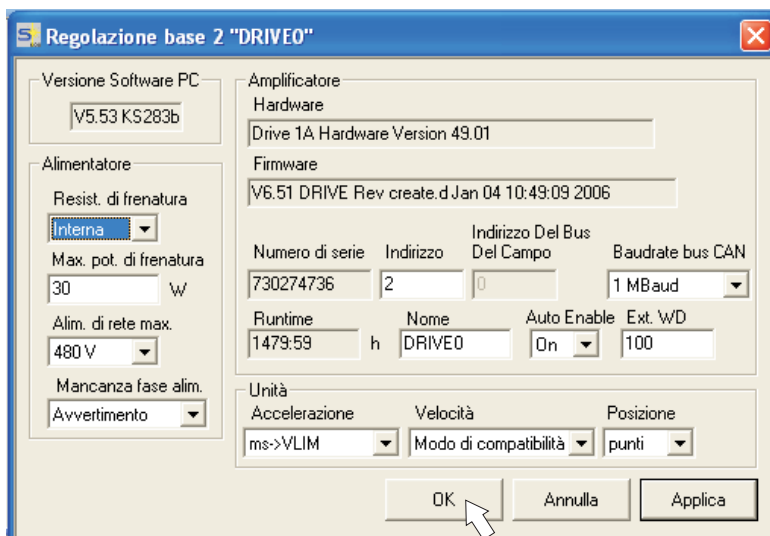 Regolazione base 2 "DRIVE0"
Versione Software PC
V5.53 KS283b
Alimentatore
Resist. di frenatura
Interna
Max. pot. di frenatura
30 W
Alim. di rete max.
480 V
Mancanza fase alim.
Avvertimento
Amplificatore
Hardware
Drive 1A Hardware Version 49.01
Firmware
V6.51 DRIVE Rev create.d Jan 04 10:49:09 2006
Numero di serie Indirizzo Indirizzo Del Bus Del Campo Baudrate bus CAN
730274736 2 0 1 MBaud
Runtime Nome Auto Enable Ext. WD
1479:59 h DRIVE0 On 100
Unità
Accelerazione Velocità Posizione
ms->VLIM Modo di compatibilità punti
OK Annulla Applica